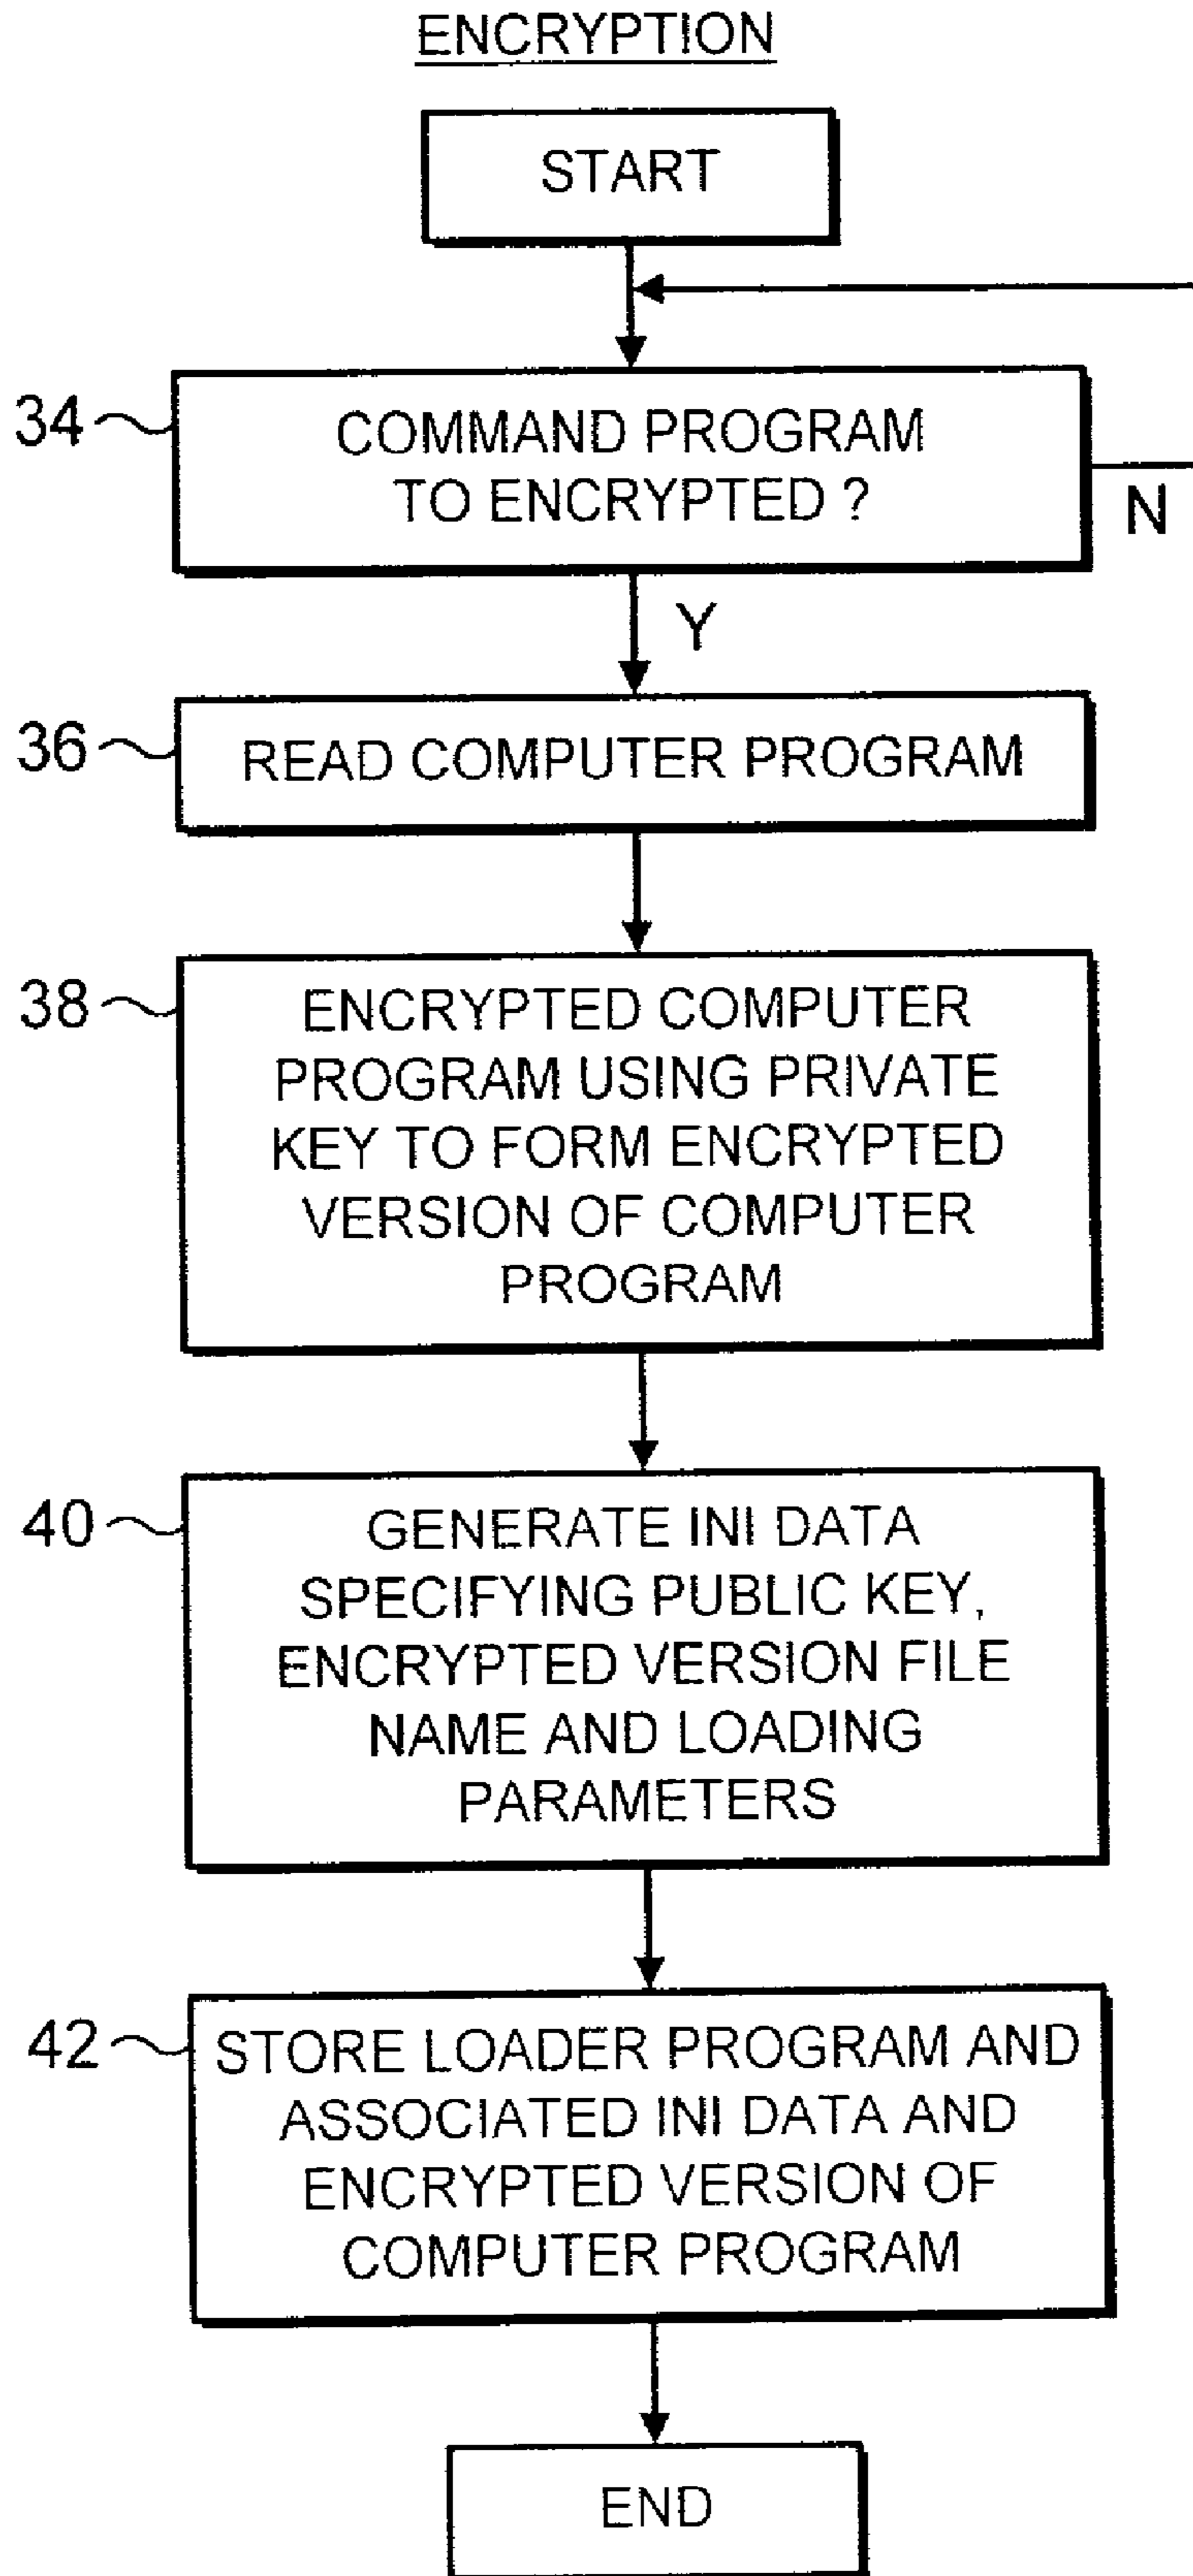 ENCRYPTION
START
34
COMMAND PROGRAM
TO ENCRYPTED ?
N
Y
36
READ COMPUTER PROGRAM
38
ENCRYPTED COMPUTER
PROGRAM USING PRIVATE
KEY TO FORM ENCRYPTED
VERSION OF COMPUTER
PROGRAM
40
GENERATE INI DATA
SPECIFYING PUBLIC KEY,
ENCRYPTED VERSION FILE
NAME AND LOADING
PARAMETERS
42
STORE LOADER PROGRAM AND
ASSOCIATED INI DATA AND
ENCRYPTED VERSION OF
COMPUTER PROGRAM
END